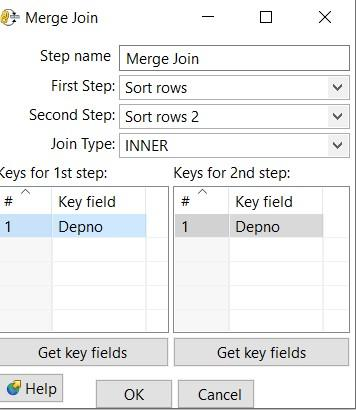 Merge Join
Step name Merge Join
First Step: Sort rows
Second Step: Sort rows 2
Join Type: INNER
Keys for 1st step: Keys for 2nd step:
# Key field # Key field
1 Depno 1 Depno
Get key fields Get key fields
Help OK Cancel